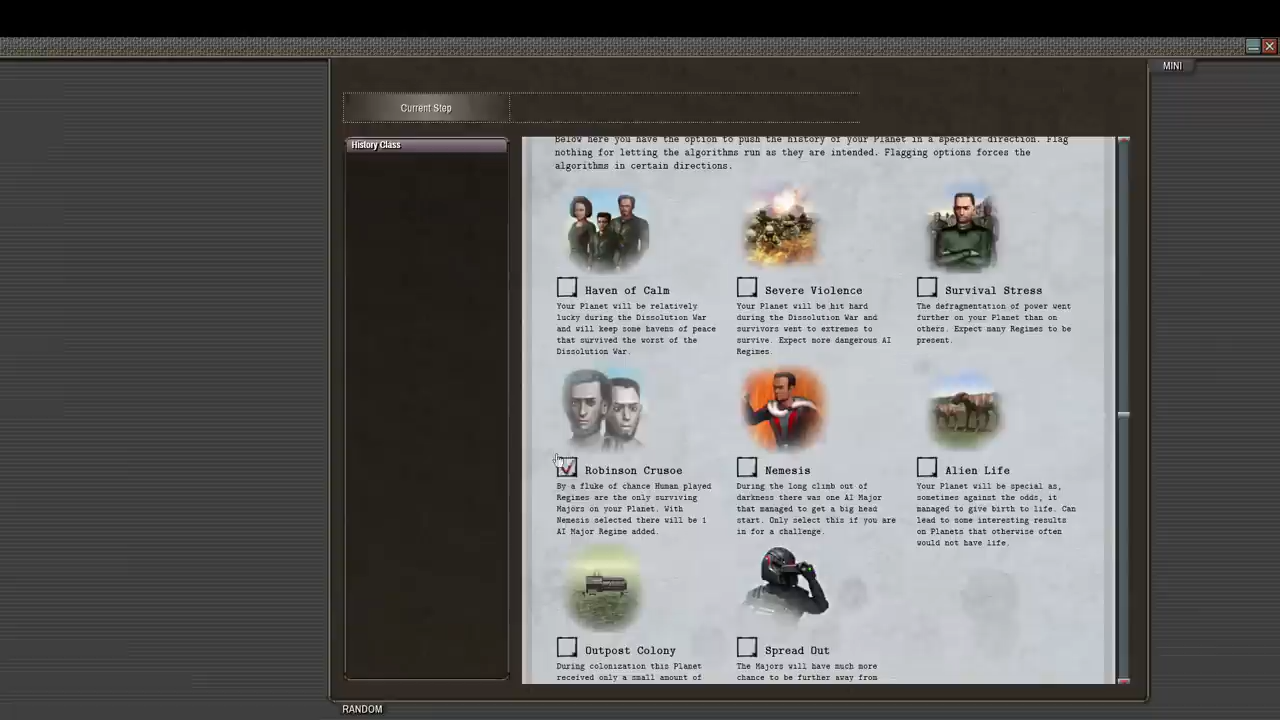 MINI
Current Step
History Class
Below here you have the option to push the history of your Planet in a specific direction. Flag
nothing for letting the algorithms run as they are intended. Flagging options forces the
algorithms in certain directions.
Haven of Calm
Your Planet will be relatively
lucky during the Dissolution War
and will keep some havens of peace
that survived the worst of the
Dissolution War.
Severe Violence
Your Planet will be hit hard
during the Dissolution War and
survivors went to extremes to
survive. Expect more dangerous AI
Regimes.
Survival Stress
The defragmentation of power went
further on your Planet than on
others. Expect many Regimes to be
present.
Robinson Crusoe
By a fluke of chance Human played
Regimes are the only surviving
Majors on your Planet. With
Nemesis selected there will be 1
AI Major Regime added.
Nemesis
During the long climb out of
darkness there was one AI Major
that managed to get a big head
start. Only select this if you are
in for a challenge.
Alien Life
Your Planet will be special as,
sometimes against the odds, it
managed to give birth to life. Can
lead to some interesting results
on Planets that otherwise often
would not have life.
Outpost Colony
During colonization this Planet
received only a small amount of
Spread Out
The Majors will have much more
chance to be further away from
RANDOM